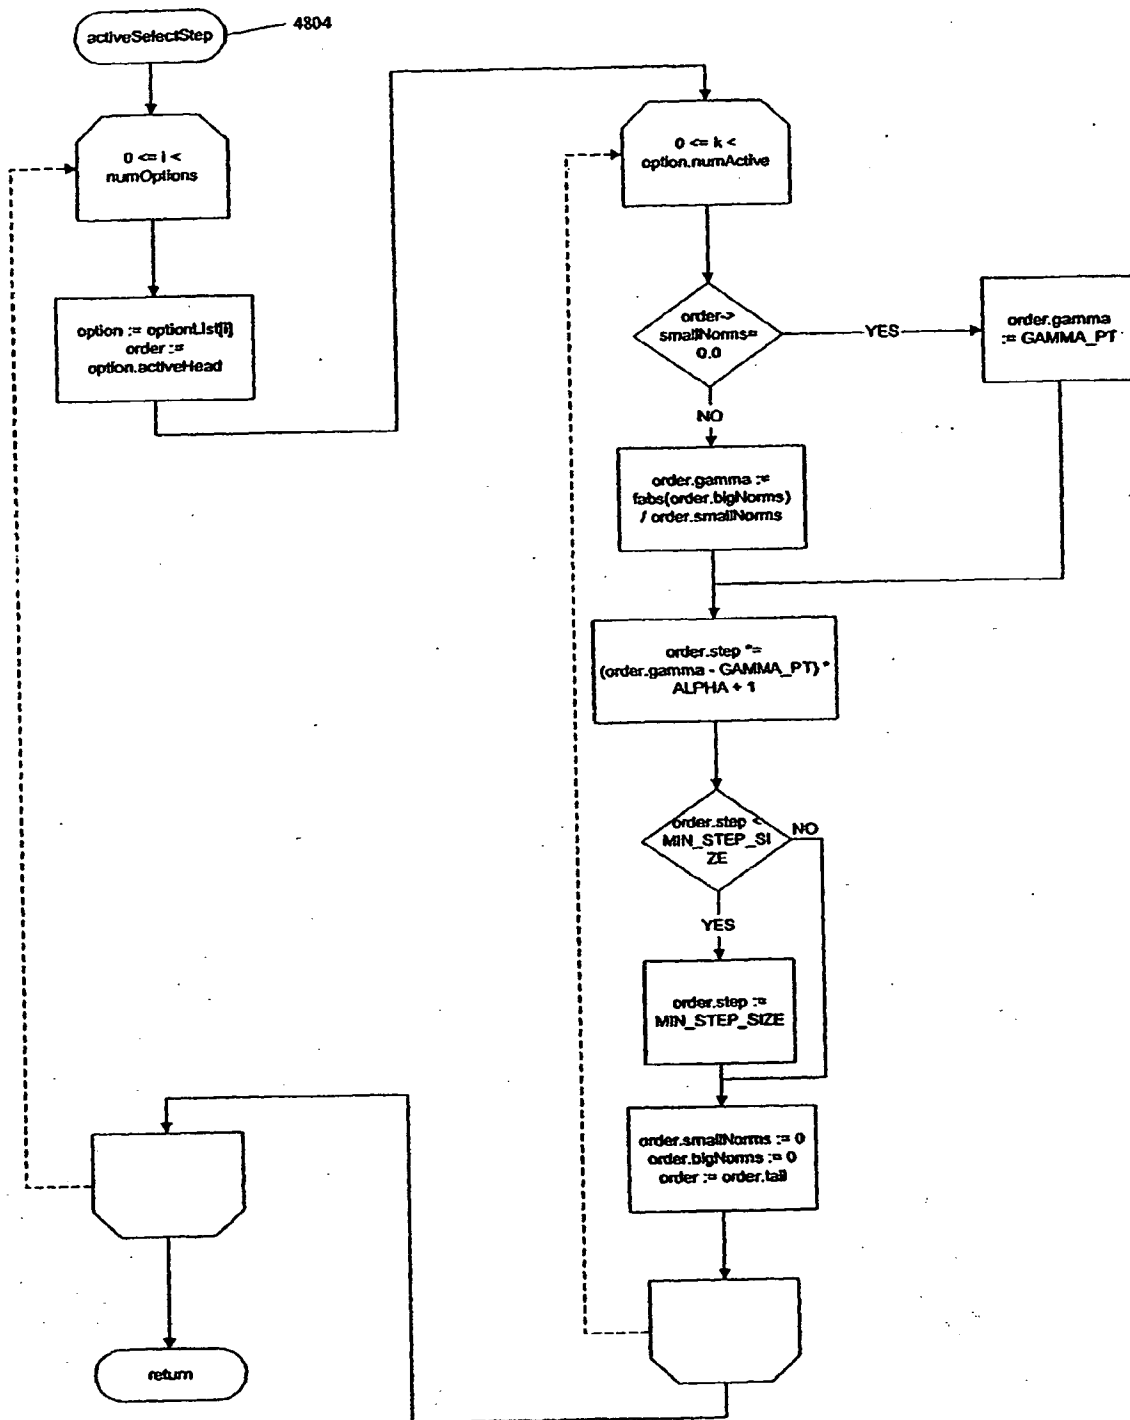 activeSelectStep
4804
0 <= i <
numOptions
option := optionList[i]
order :=
option.activeHead
0 <= k <
option.numActive
order->
smallNorms=
0.0
YES
order.gamma
:= GAMMA_PT
NO
order.gamma :=
fabs(order.bigNorms)
/ order.smallNorms
order.step *=
(order.gamma - GAMMA_PT) *
ALPHA + 1
order.step <
MIN_STEP_SI
ZE
NO
YES
order.step :=
MIN_STEP_SIZE
order.smallNorms := 0
order.bigNorms := 0
order := order.tail
return